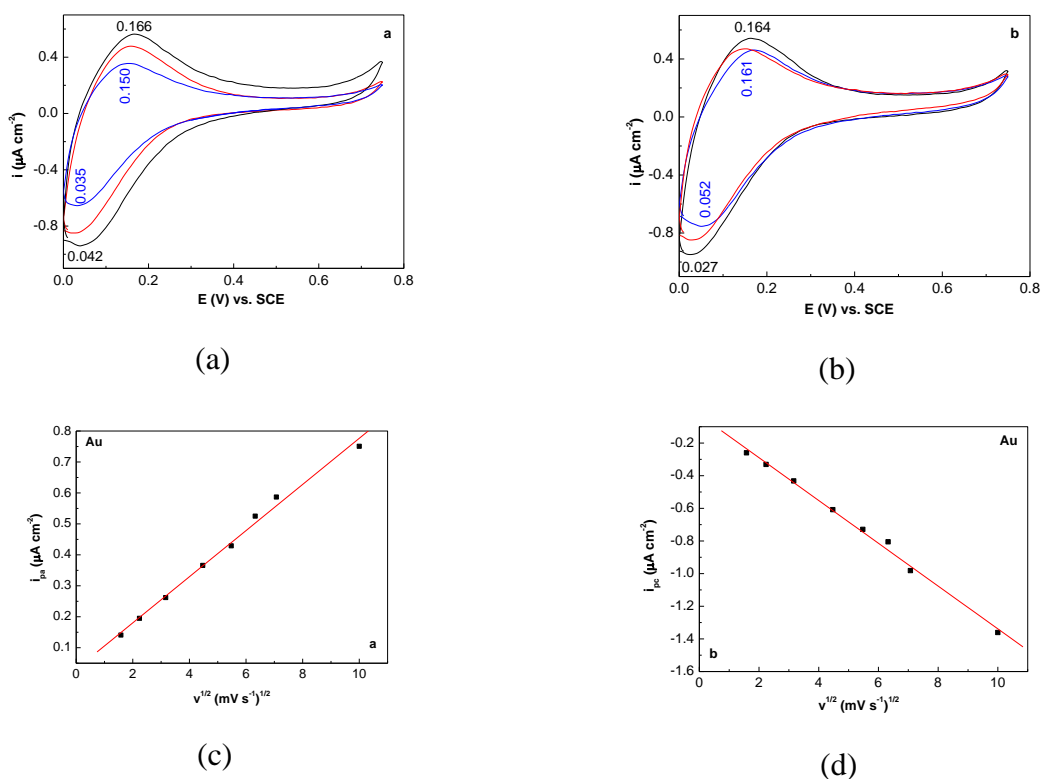 0.166
a
0.4
0.150
0.0
i (µA cm-2)
-0.4
0.035
-0.8
0.042
0.0 0.2 0.4 0.6 0.8
E (V) vs. SCE
(a)
0.164
b
0.4
0.161
0.0
i (µA cm-2)
-0.4
0.052
-0.8
0.027
0.0 0.2 0.4 0.6 0.8
E (V) vs. SCE
(b)
0.8
Au
0.7
0.6
0.5
ipa (µA cm-2)
0.4
0.3
0.2
0.1
a
0 2 4 6 8 10
v1/2 (mV s-1)1/2
(c)
Au
-0.2
-0.4
-0.6
-0.8
ipc (µA cm-2)
-1.0
-1.2
-1.4
b
-1.6
0 2 4 6 8 10
v1/2 (mV s-1)1/2
(d)